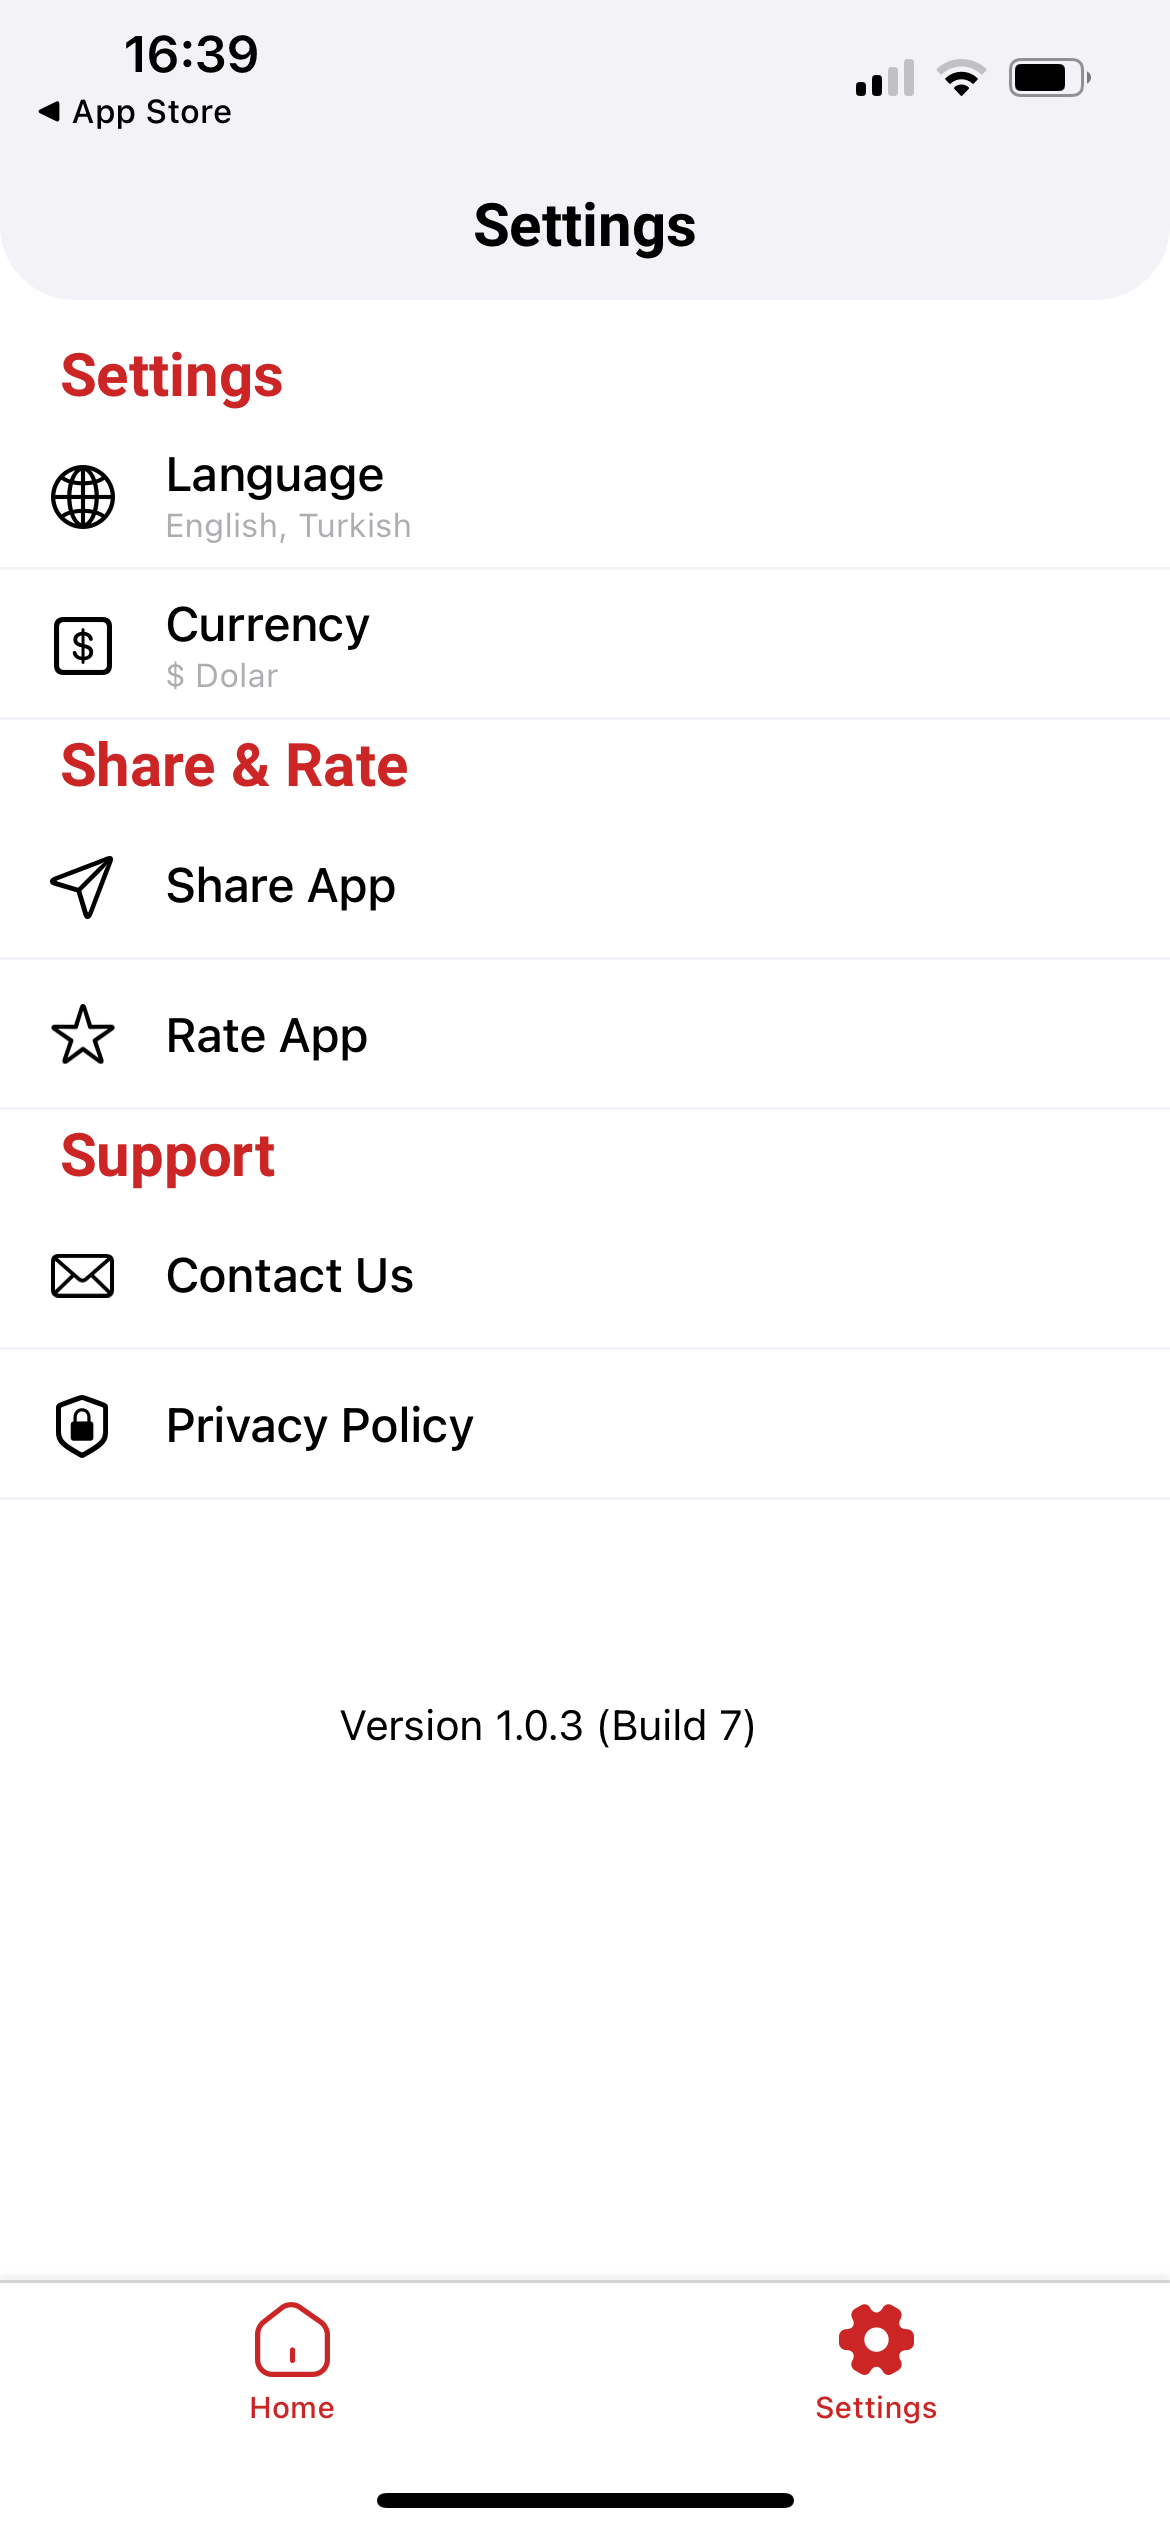 16:39
◀ App Store
Settings
Settings
Language
English, Turkish
$
Currency
$ Dolar
Share & Rate
Share App
Rate App
Support
Contact Us
Privacy Policy
Version 1.0.3 (Build 7)
Home
Settings